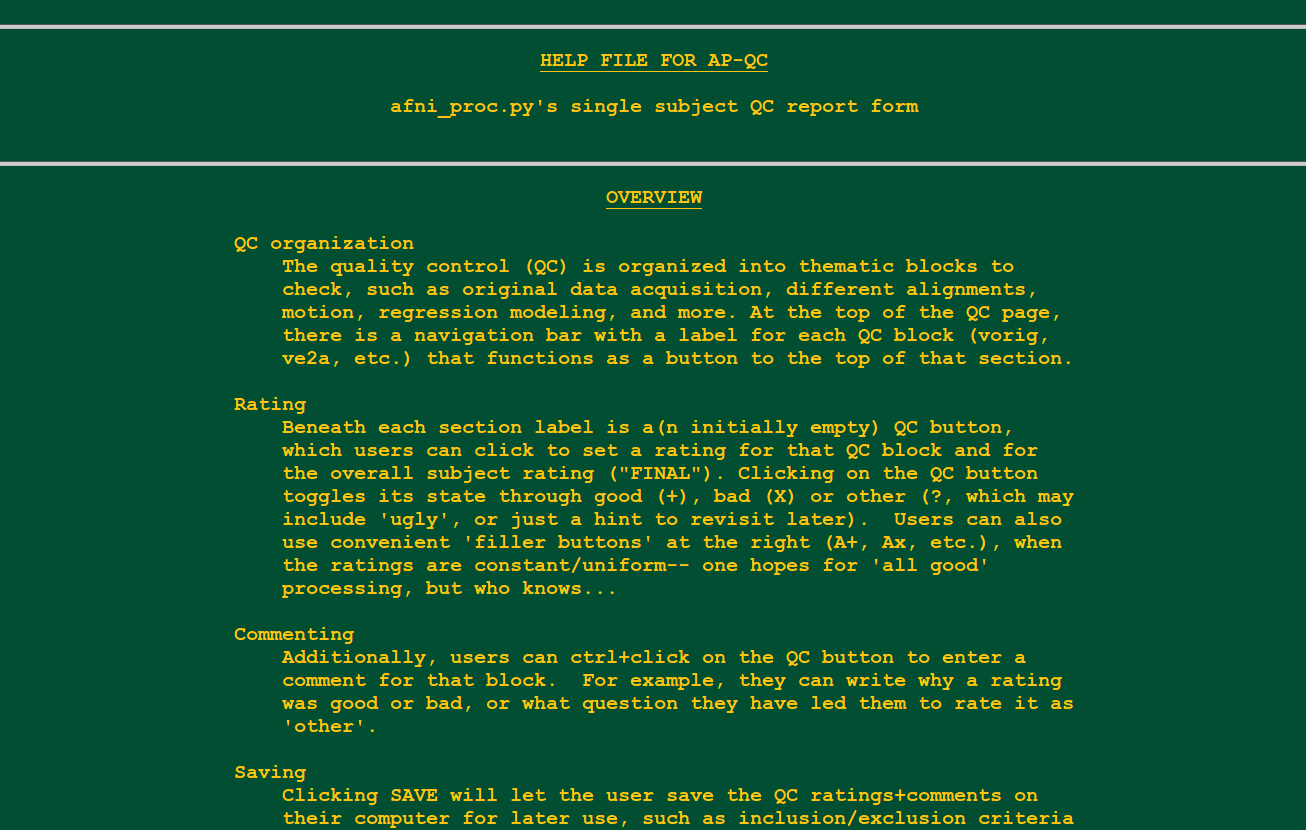 HELP FILE FOR AP-QC
afni_proc.py's single subject QC report form
OVERVIEW
QC organization
The quality control (QC) is organized into thematic blocks to
check, such as original data acquisition, different alignments,
motion, regression modeling, and more. At the top of the QC page,
there is a navigation bar with a label for each QC block (vorig,
ve2a, etc.) that functions as a button to the top of that section.
Rating
Beneath each section label is a(n initially empty) QC button,
which users can click to set a rating for that QC block and for
the overall subject rating ("FINAL"). Clicking on the QC button
toggles its state through good (+), bad (X) or other (?, which may
include 'ugly', or just a hint to revisit later).  Users can also
use convenient 'filler buttons' at the right (A+, Ax, etc.), when
the ratings are constant/uniform-- one hopes for 'all good'
processing, but who knows...
Commenting
Additionally, users can ctrl+click on the QC button to enter a
comment for that block.  For example, they can write why a rating
was good or bad, or what question they have led them to rate it as
'other'.
Saving
Clicking SAVE will let the user save the QC ratings+comments on
their computer for later use, such as inclusion/exclusion criteria